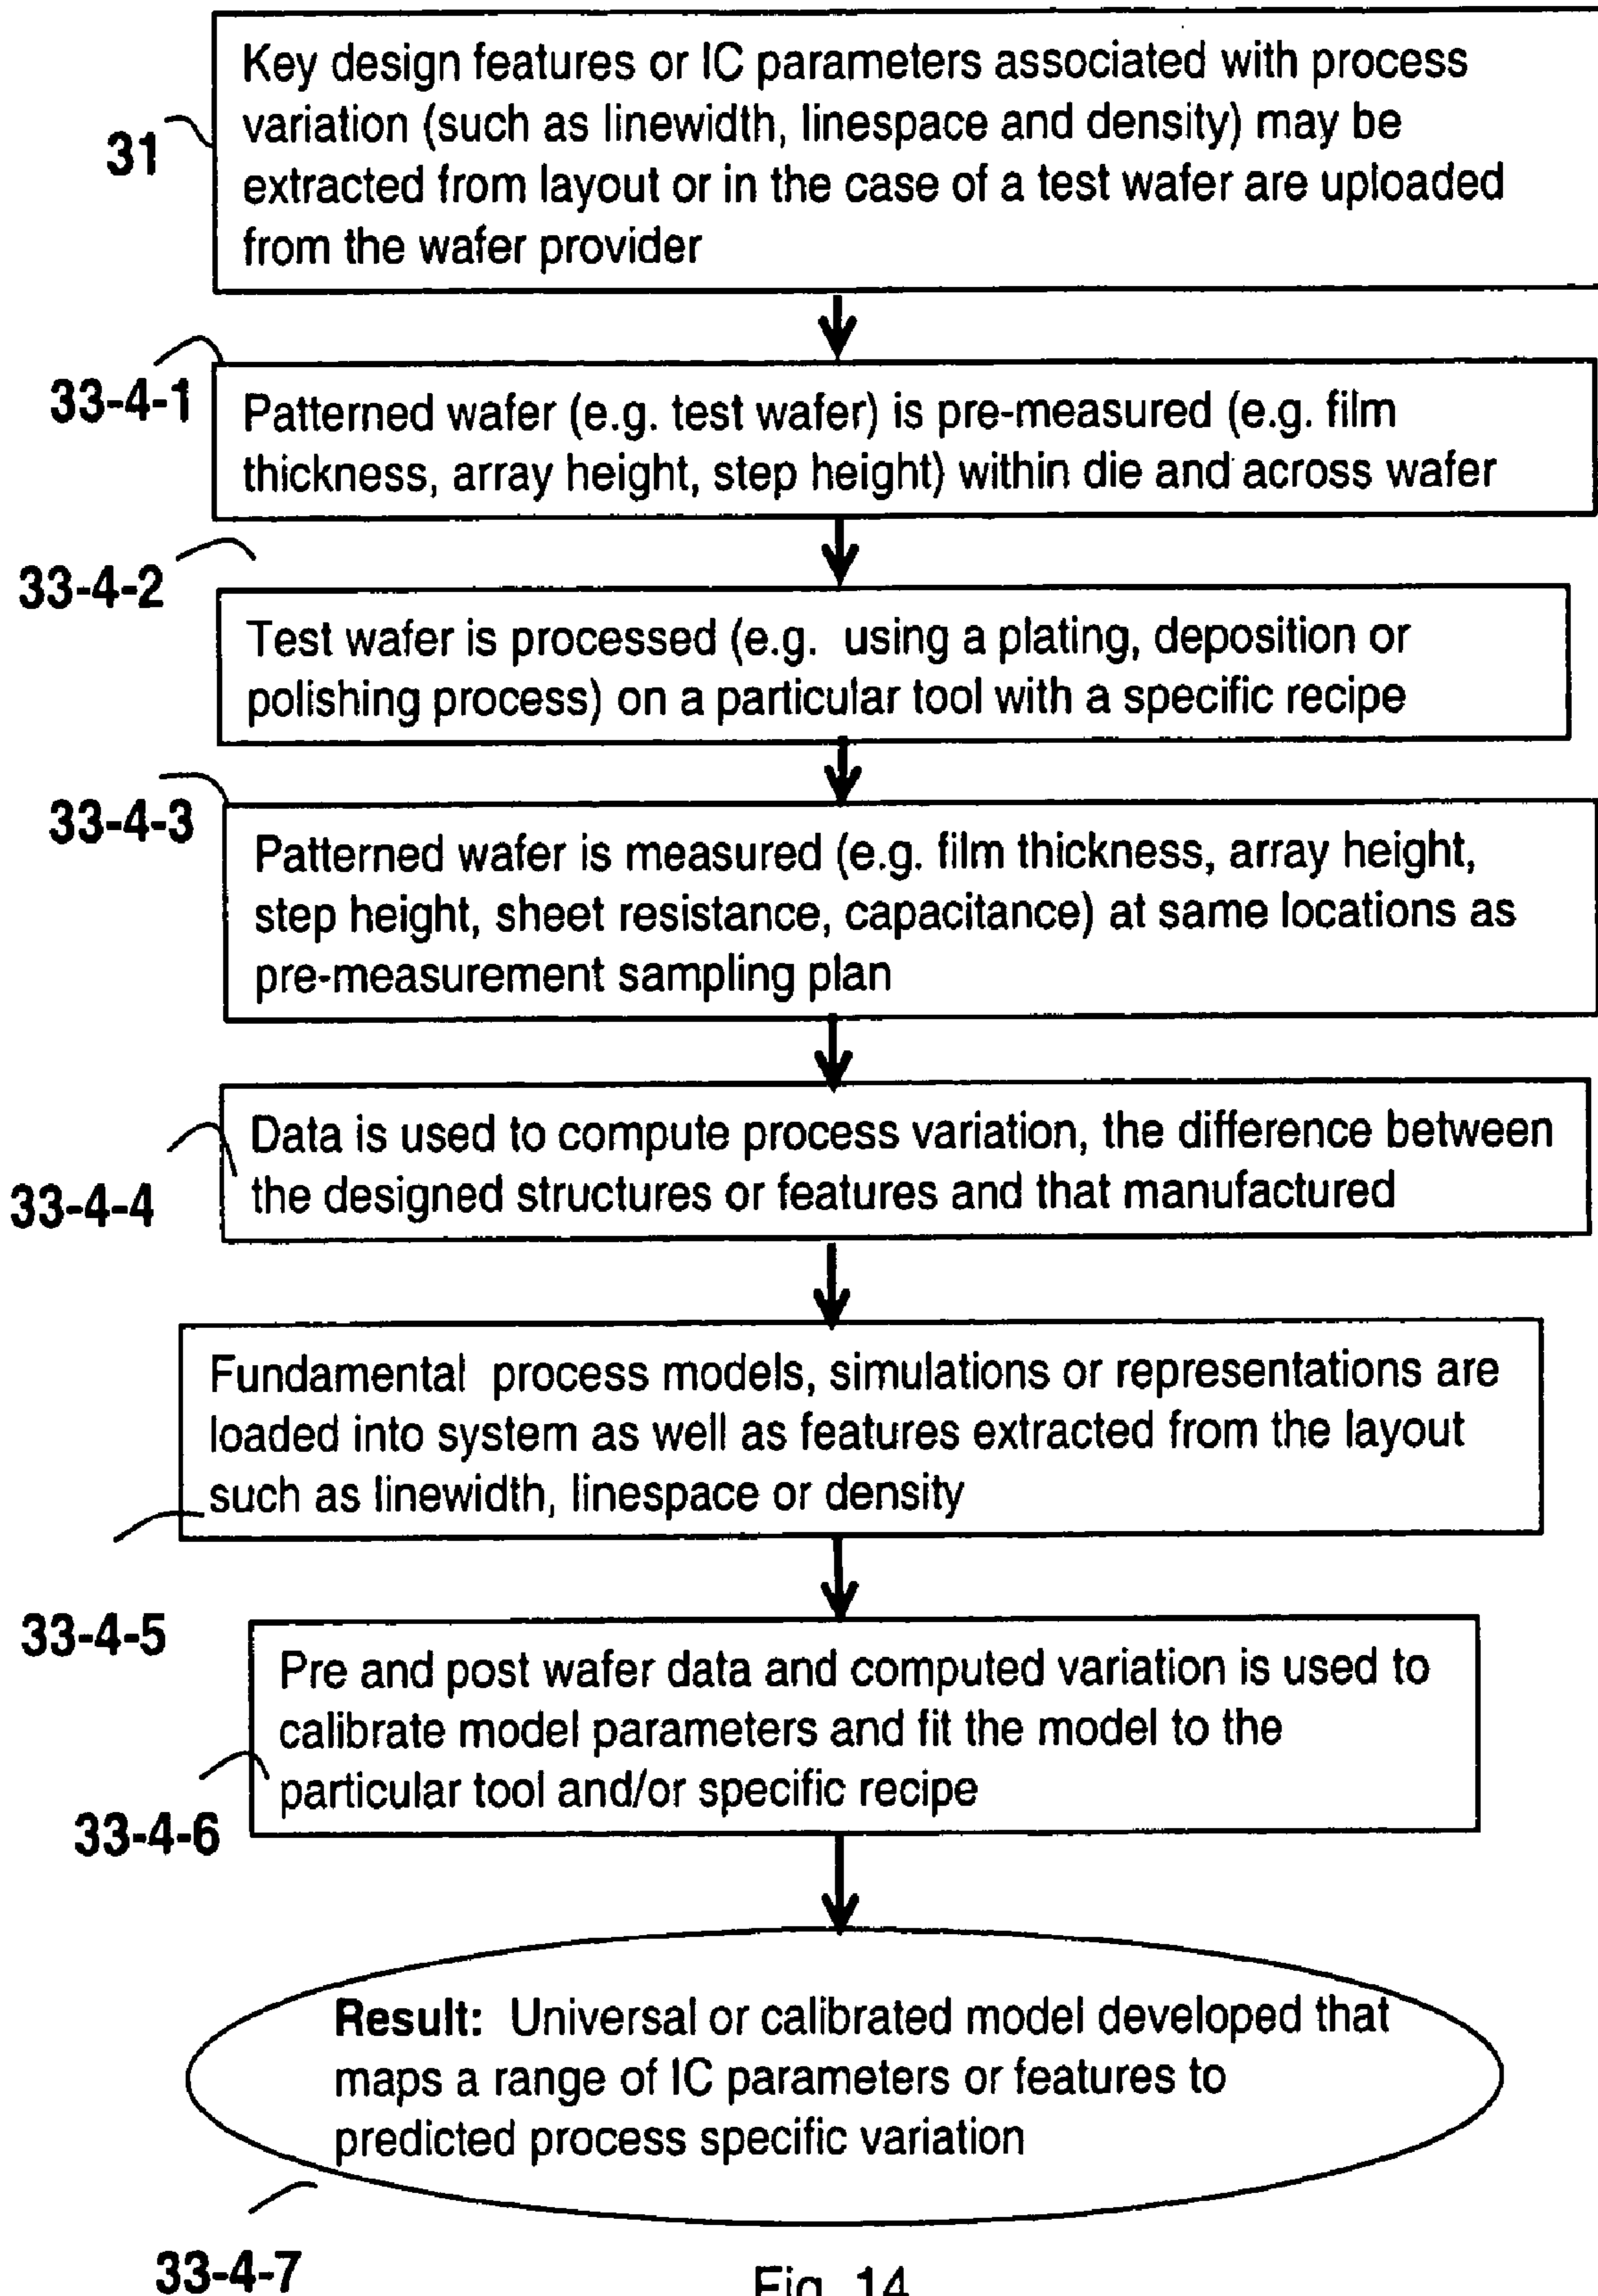 Key design features or IC parameters associated with process
variation (such as linewidth, linespace and density) may be
extracted from layout or in the case of a test wafer are uploaded
from the wafer provider
31
33-4-1
Patterned wafer (e.g. test wafer) is pre-measured (e.g. film
thickness, array height, step height) within die and across wafer
33-4-2
Test wafer is processed (e.g. using a plating, deposition or
polishing process) on a particular tool with a specific recipe
33-4-3
Patterned wafer is measured (e.g. film thickness, array height,
step height, sheet resistance, capacitance) at same locations as
pre-measurement sampling plan
Data is used to compute process variation, the difference between
the designed structures or features and that manufactured
33-4-4
Fundamental process models, simulations or representations are
loaded into system as well as features extracted from the layout
such as linewidth, linespace or density
33-4-5
Pre and post wafer data and computed variation is used to
calibrate model parameters and fit the model to the
particular tool and/or specific recipe
33-4-6
Result: Universal or calibrated model developed that
maps a range of IC parameters or features to
predicted process specific variation
33-4-7
Fig. 14